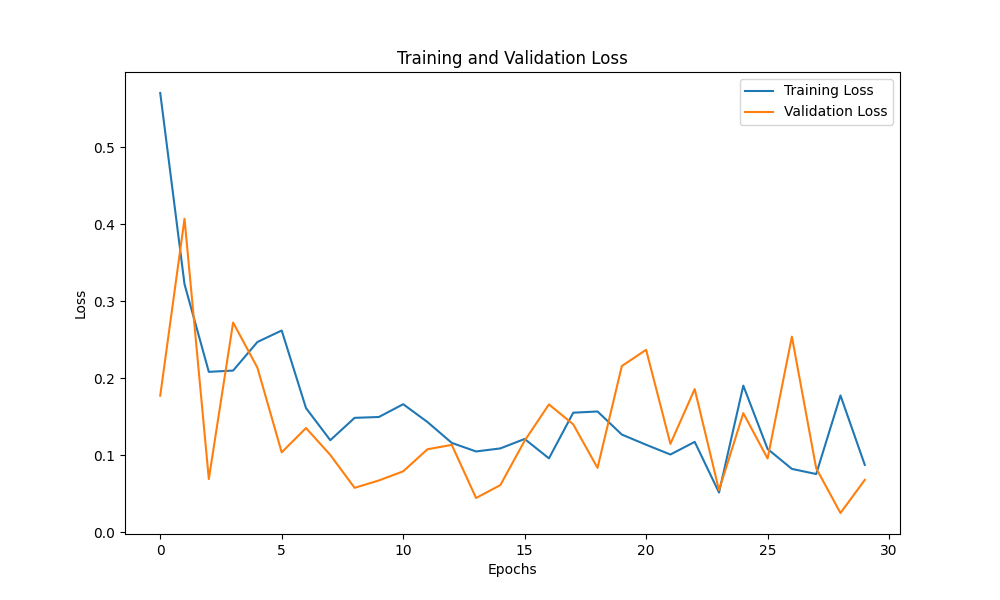 Training and Validation Loss
Training Loss
Validation Loss
0.5
0.4
0.3
0.2
0.1
0.0
Loss
0 5 10 15 20 25 30
Epochs